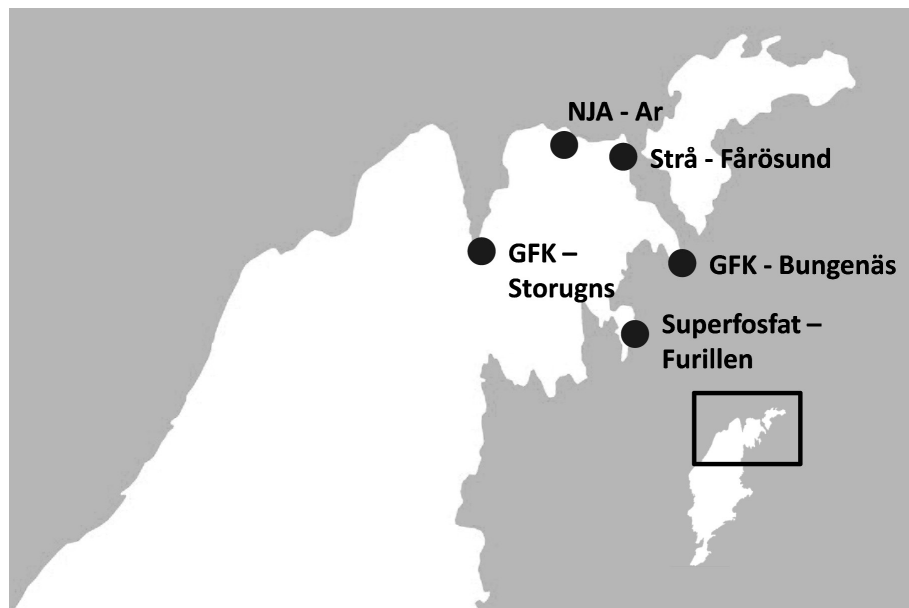 NJA - Ar
Strå - Fårösund
GFK –
Storugns
GFK - Bungenäs
Superfosfat –
Furillen